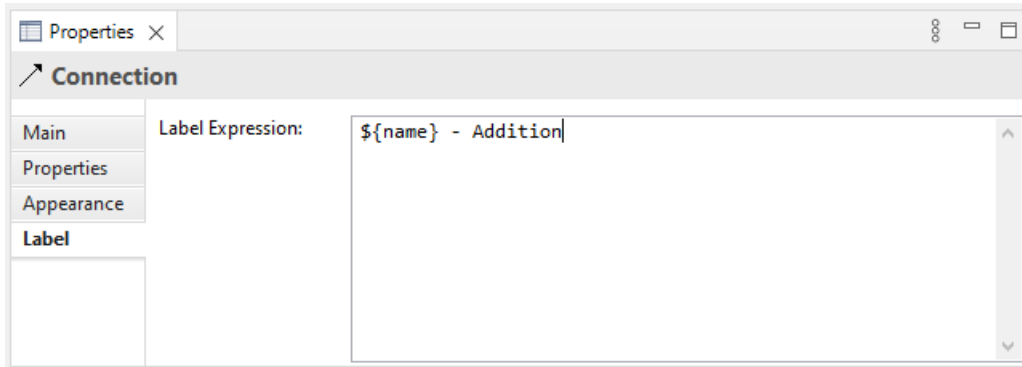 Properties
Connection
Main
Label Expression:
${name} - Addition
Properties
Appearance
Label